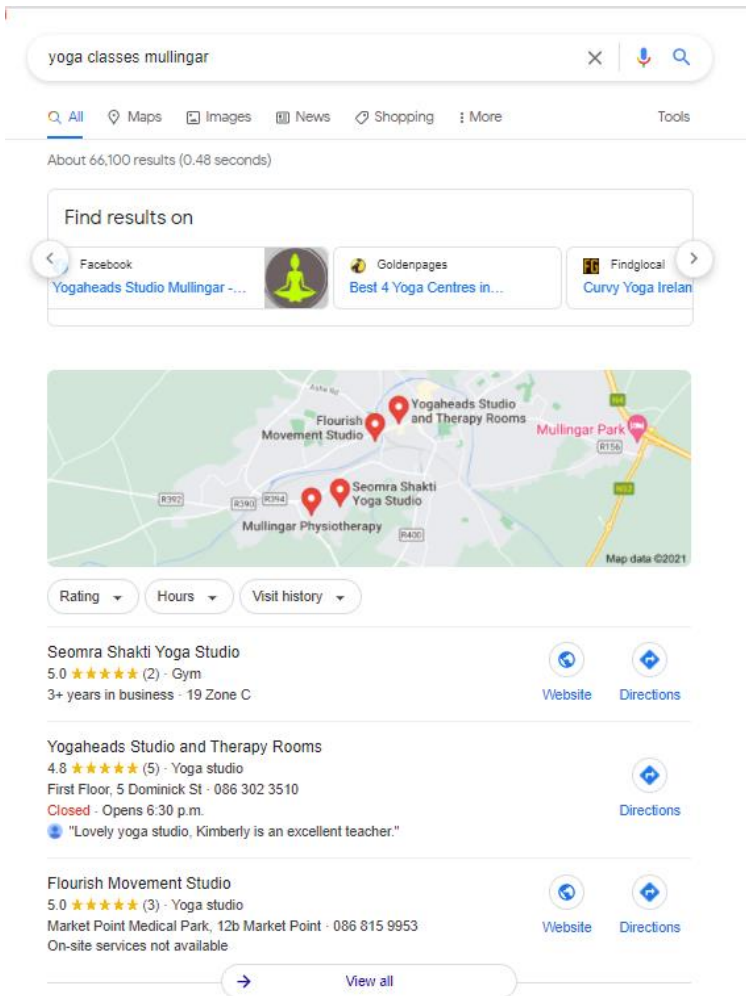 yoga classes mullingar
All Maps Images News Shopping More Tools
About 66,100 results (0.48 seconds)
Find results on
Facebook
Yogaheads Studio Mullingar -...
Goldenpages
Best 4 Yoga Centres in...
Findglocal
Curvy Yoga Irelan
Ashe Rd
Yogaheads Studio
and Therapy Rooms
Flourish
Movement Studio
N4
Mullingar Park
R156
Seomra Shakti
Yoga Studio
R392
R390
R394
N52
Mullingar Physiotherapy
R400
Map data ©2021
Rating Hours Visit history
Seomra Shakti Yoga Studio
5.0 (2) · Gym
3+ years in business · 19 Zone C
Website Directions
Yogaheads Studio and Therapy Rooms
4.8 (5) · Yoga studio
First Floor, 5 Dominick St · 086 302 3510
Closed · Opens 6:30 p.m.
Directions
"Lovely yoga studio, Kimberly is an excellent teacher."
Flourish Movement Studio
5.0 (3) · Yoga studio
Market Point Medical Park, 12b Market Point · 086 815 9953
On-site services not available
Website Directions
View all